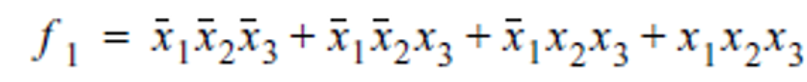 f₁ = x̄₁x̄₂x̄₃ + x̄₁x̄₂x₃ + x̄₁x₂x₃ + x₁x₂x₃